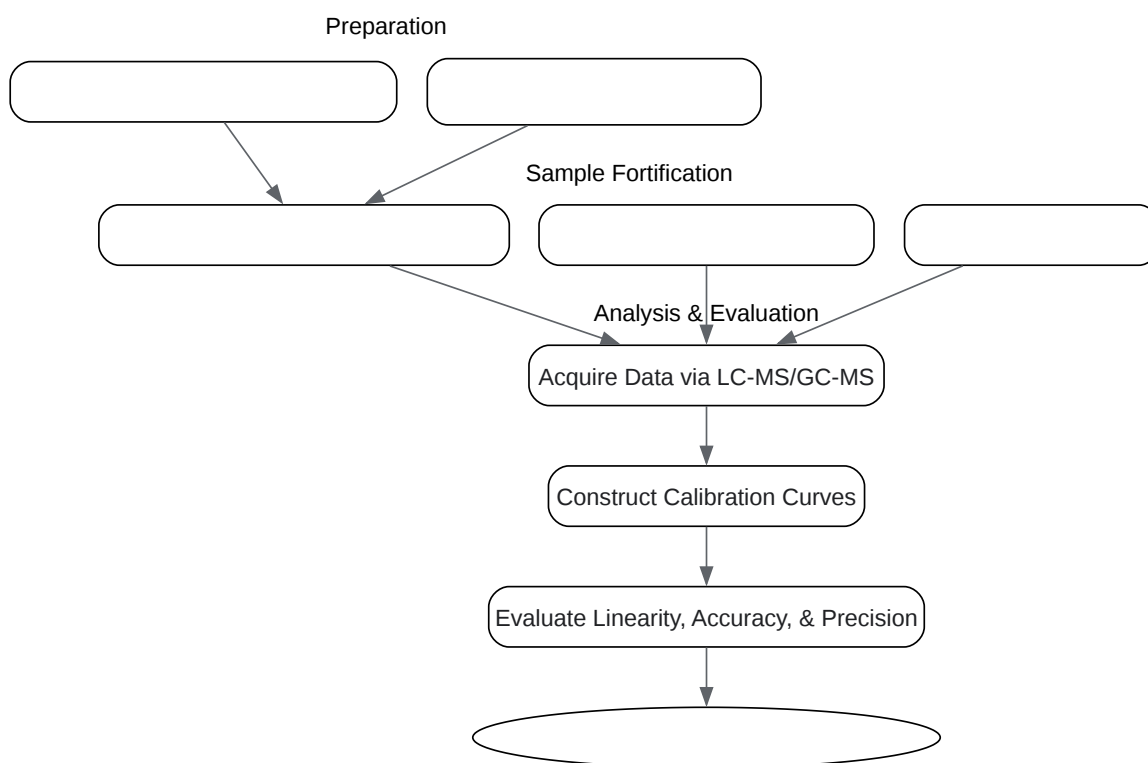 Preparation
Sample Fortification
Analysis & Evaluation
Acquire Data via LC-MS/GC-MS
Construct Calibration Curves
Evaluate Linearity, Accuracy, & Precision